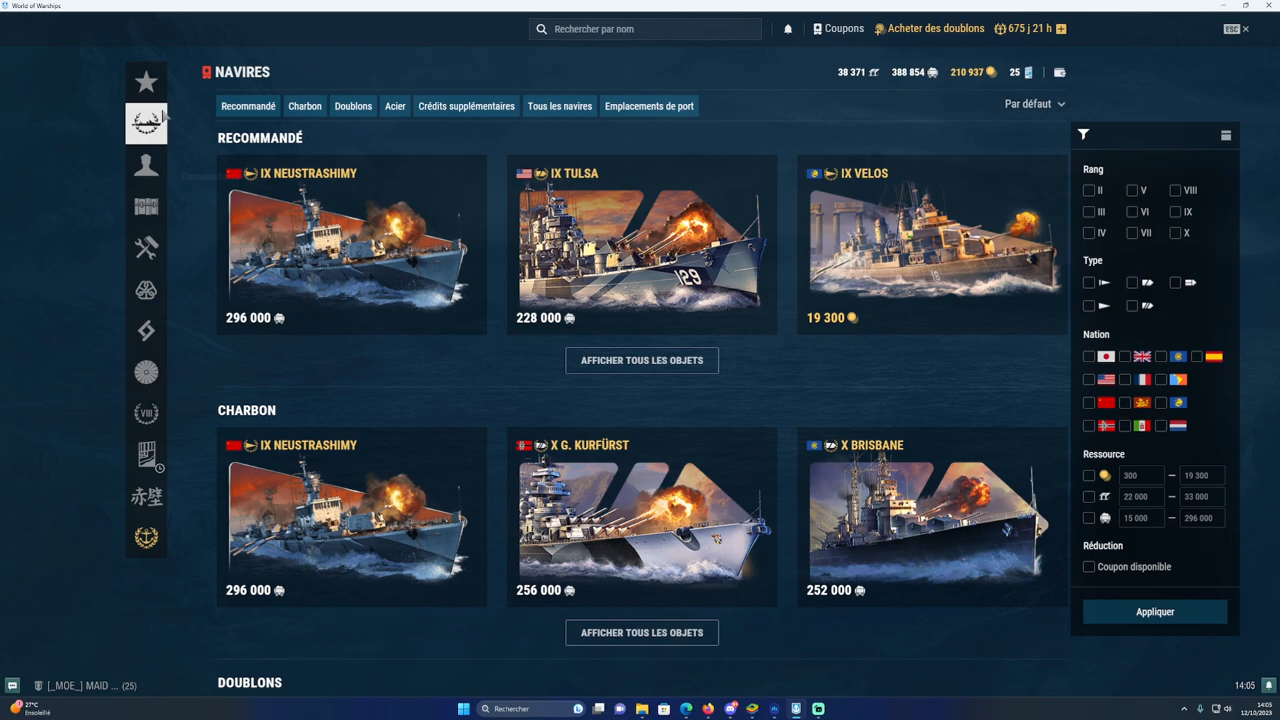 World of Warships
Rechercher par nom
Coupons
Acheter des doublons
675 j 21 h
ESC
NAVIRES
38 371
388 854
210 937
25
Recommandé
Charbon
Doublons
Acier
Crédits supplémentaires
Tous les navires
Emplacements de port
Par défaut
RECOMMANDÉ
IX NEUSTRASHIMY
296 000
IX TULSA
129
228 000
IX VELOS
19 300
AFFICHER TOUS LES OBJETS
CHARBON
IX NEUSTRASHIMY
296 000
X G. KURFÜRST
256 000
X BRISBANE
252 000
AFFICHER TOUS LES OBJETS
DOUBLONS
VIII
赤壁
Rang
II V VIII
III VI IX
IV VII X
Type
Nation
Ressource
300 – 19 300
22 000 – 33 000
15 000 – 296 000
Réduction
Coupon disponible
Appliquer
[_MOE_] MAID ... (25)
14:05
27°C
Ensoleillé
Rechercher
14:05
12/10/2023